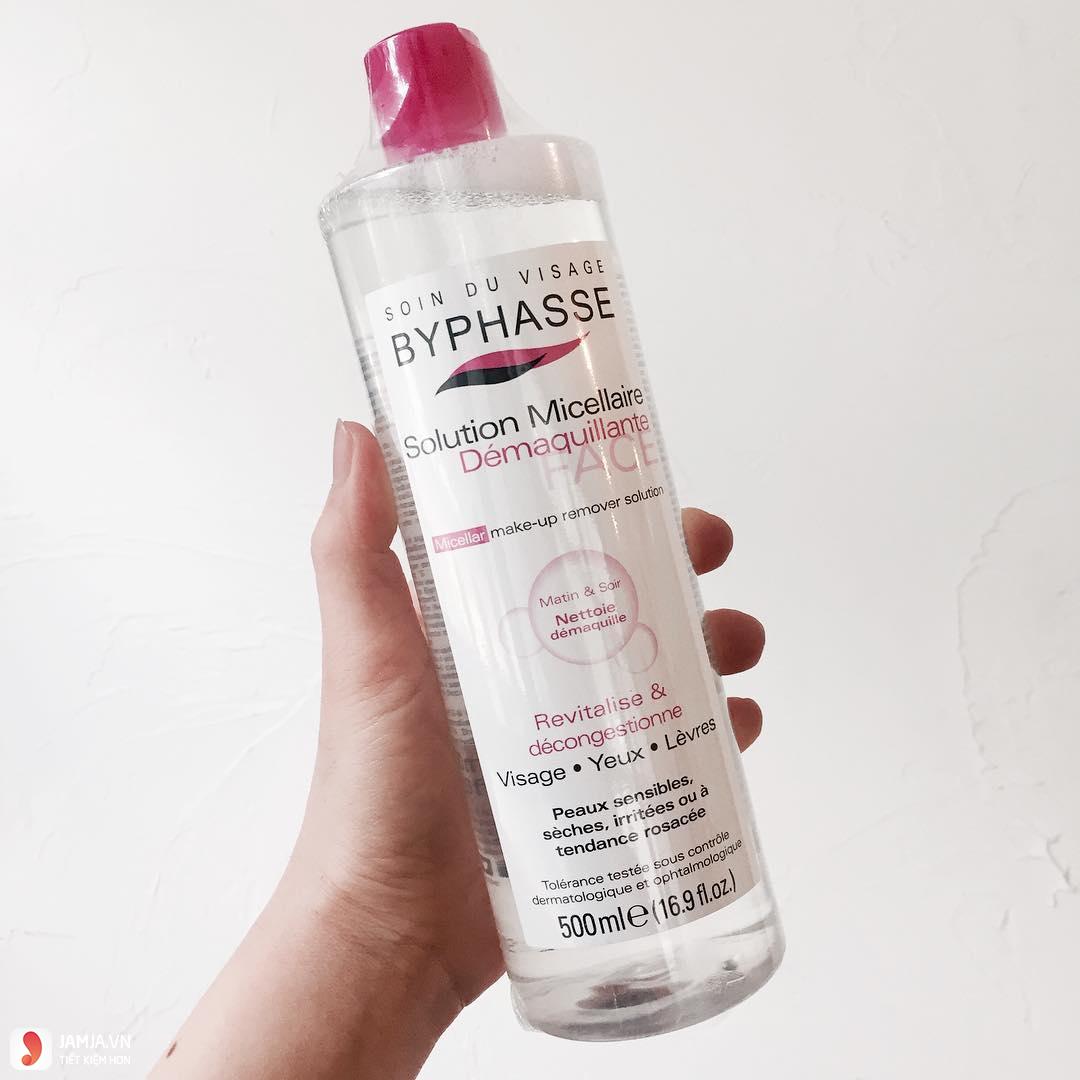 SOIN DU VISAGE
BYPHASSE
Solution Micellaire
Démaquillante
FACE
Micellar make-up remover solution
Matin & Soir
Nettoie
démaquille
Revitalise &
décongestionne
Visage • Yeux • Lèvres
Peaux sensibles,
sèches, irritées ou à
tendance rosacée
Tolérance testée sous contrôle
dermatologique et ophtalmologique
500ml e (16.9 fl.oz.)
JAMJA.VN
TIẾT KIỆM HƠN